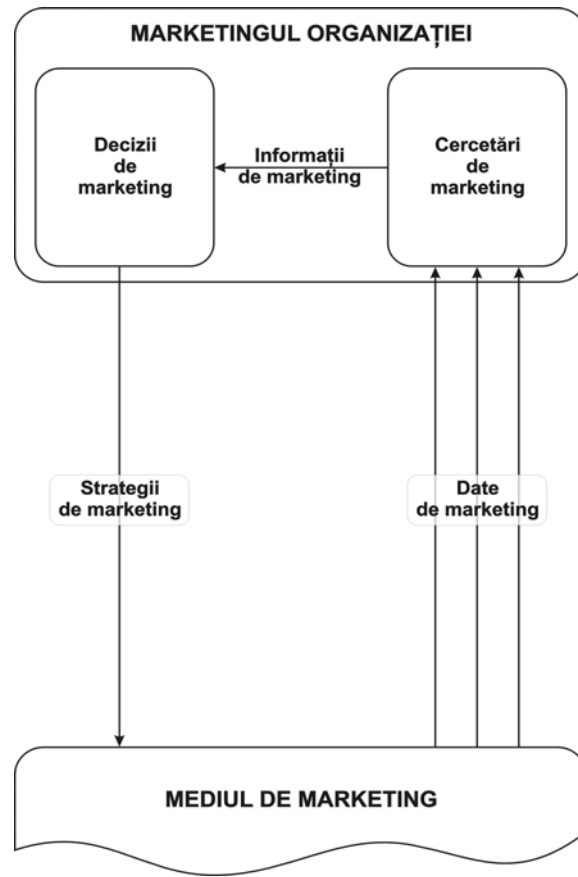 MARKETINGUL ORGANIZAȚIEI
Decizii
de
marketing
Informații
de marketing
Cercetări
de
marketing
Strategii
de marketing
Date
de marketing
MEDIUL DE MARKETING